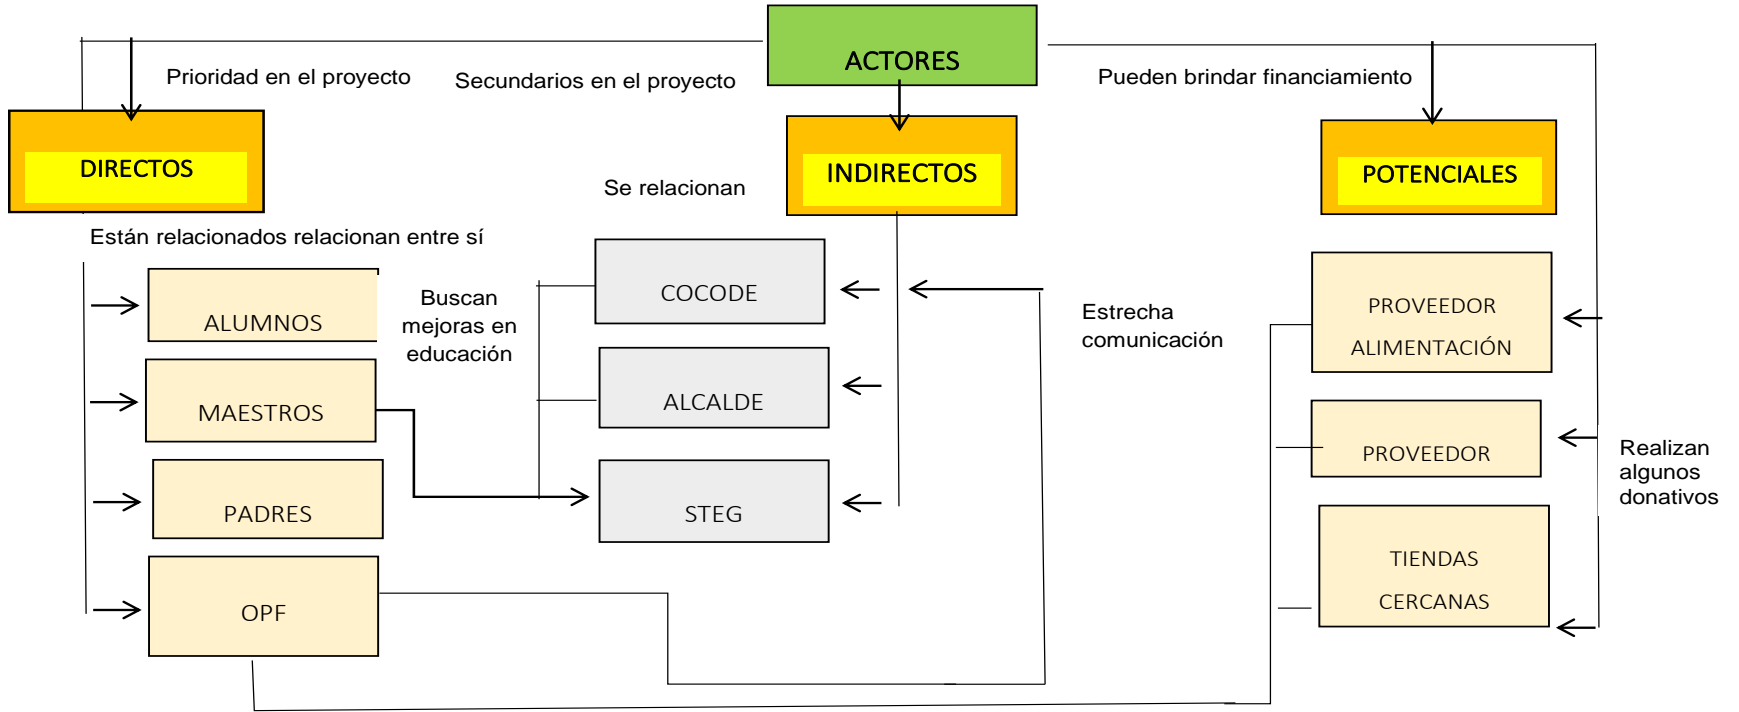 ACTORES
Prioridad en el proyecto
Secundarios en el proyecto
Pueden brindar financiamiento
DIRECTOS
INDIRECTOS
POTENCIALES
Se relacionan
Están relacionados relacionan entre sí
ALUMNOS
MAESTROS
PADRES
OPF
Buscan
mejoras en
educación
COCODE
ALCALDE
STEG
Estrecha
comunicación
PROVEEDOR
ALIMENTACIÓN
PROVEEDOR
TIENDAS
CERCANAS
Realizan
algunos
donativos